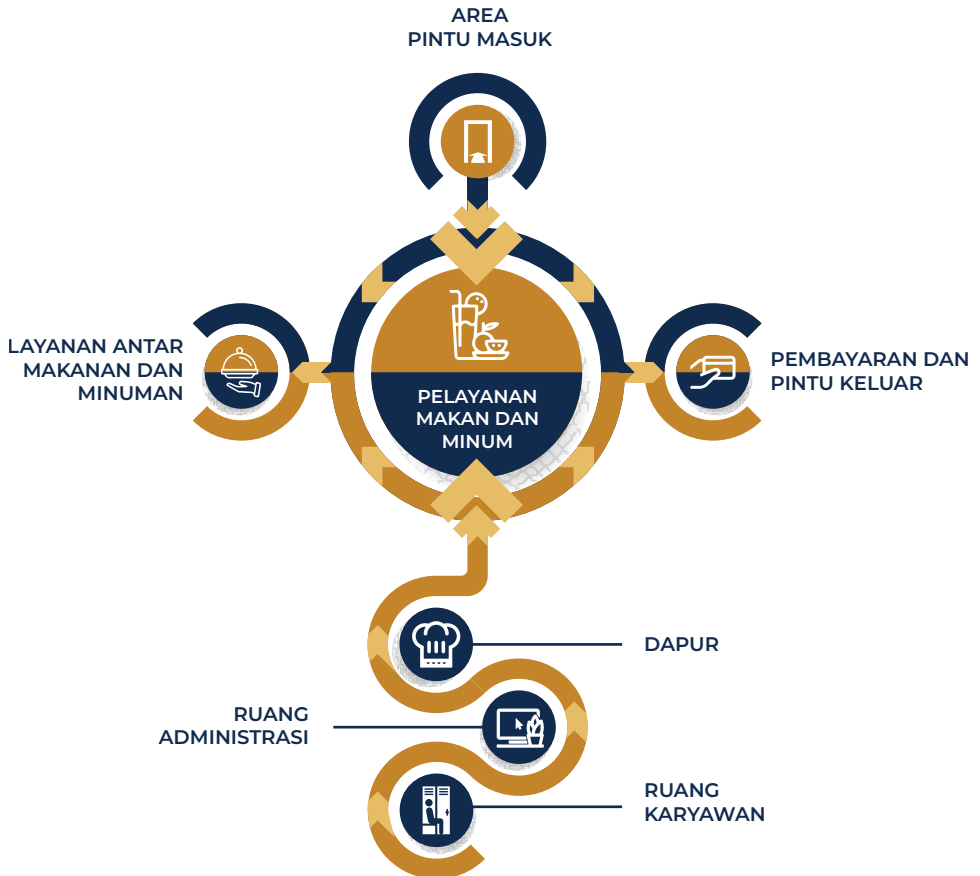 AREA
PINTU MASUK
LAYANAN ANTAR
MAKANAN DAN
MINUMAN
PELAYANAN
MAKAN DAN
MINUM
PEMBAYARAN DAN
PINTU KELUAR
DAPUR
RUANG
ADMINISTRASI
RUANG
KARYAWAN